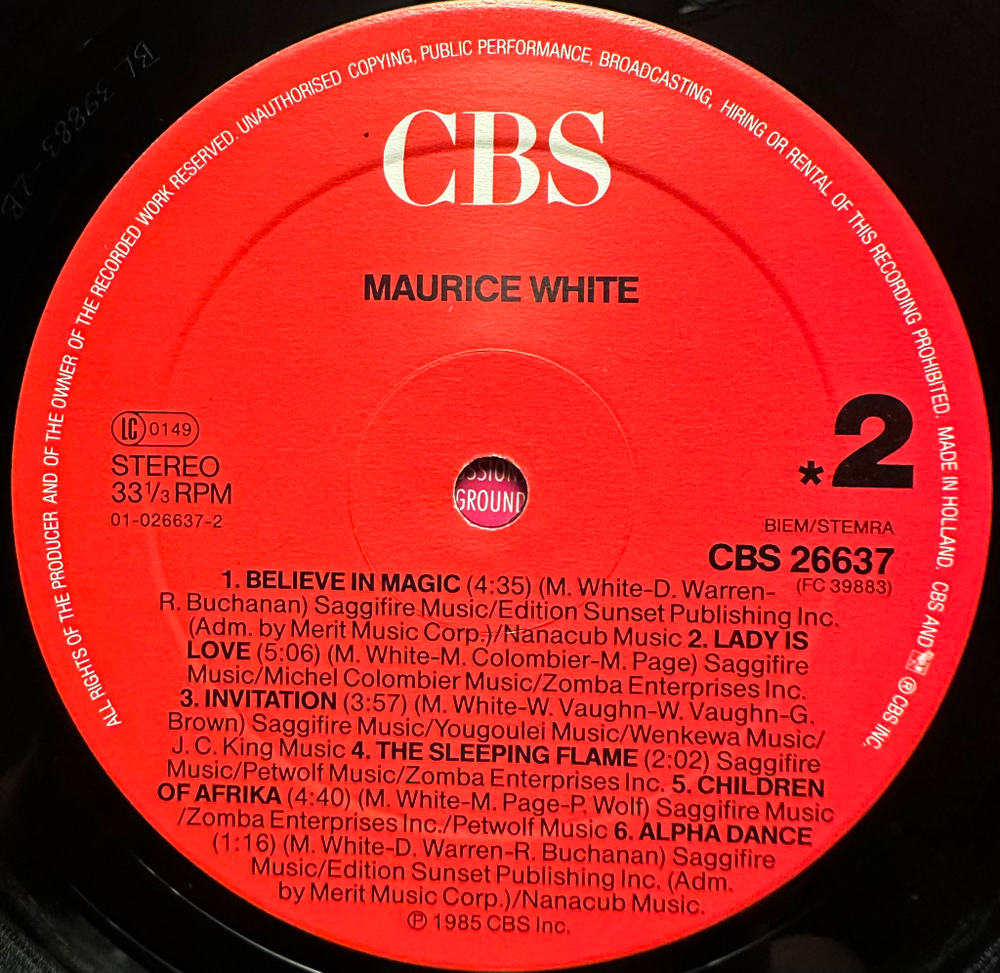 ALL RIGHTS OF THE PRODUCER AND OF THE OWNER OF THE RECORDED WORK RESERVED. UNAUTHORISED COPYING, PUBLIC PERFORMANCE, BROADCASTING, HIRING OR RENTAL OF THIS RECORDING PROHIBITED. MADE IN HOLLAND. CBS AND ® CBS INC.
BL 39883
CBS
MAURICE WHITE
LC 0149
STEREO
33 1/3 RPM
01-026637-2
GROUND
*2
BIEM/STEMRA
CBS 26637
(FC 39883)
1. BELIEVE IN MAGIC (4:35) (M. White-D. Warren-
R. Buchanan) Saggifire Music/Edition Sunset Publishing Inc.
(Adm. by Merit Music Corp.)/Nanacub Music 2. LADY IS
LOVE (5:06) (M. White-M. Colombier-M. Page) Saggifire
Music/Michel Colombier Music/Zomba Enterprises Inc.
3. INVITATION (3:57) (M. White-W. Vaughn-W. Vaughn-G.
Brown) Saggifire Music/Yougoulei Music/Wenkewa Music/
J. C. King Music 4. THE SLEEPING FLAME (2:02) Saggifire
Music/Petwolf Music/Zomba Enterprises Inc. 5. CHILDREN
OF AFRIKA (4:40) (M. White-M. Page-P. Wolf) Saggifire Music
/Zomba Enterprises Inc./Petwolf Music 6. ALPHA DANCE
(1:16) (M. White-D. Warren-R. Buchanan) Saggifire
Music/Edition Sunset Publishing Inc. (Adm.
by Merit Music Corp.)/Nanacub Music.
℗ 1985 CBS Inc.